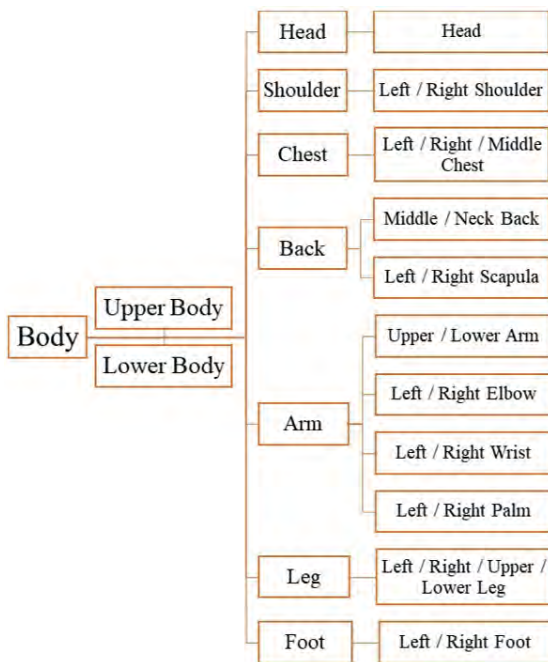 Head
Head
Shoulder
Left / Right Shoulder
Chest
Left / Right / Middle
Chest
Back
Middle / Neck Back
Left / Right Scapula
Body
Upper Body
Lower Body
Arm
Upper / Lower Arm
Left / Right Elbow
Left / Right Wrist
Left / Right Palm
Leg
Left / Right / Upper /
Lower Leg
Foot
Left / Right Foot